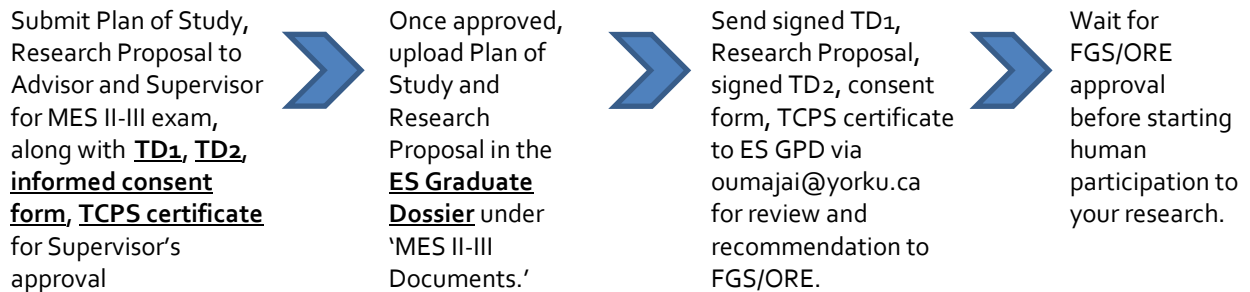 Submit Plan of Study,
Research Proposal to
Advisor and Supervisor
for MES II-III exam,
along with TD1, TD2,
informed consent
form, TCPS certificate
for Supervisor's
approval
Once approved,
upload Plan of
Study and
Research
Proposal in the
ES Graduate
Dossier under
'MES II-III
Documents.'
Send signed TD1,
Research Proposal,
signed TD2, consent
form, TCPS certificate
to ES GPD via
oumajai@yorku.ca
for review and
recommendation to
FGS/ORE.
Wait for
FGS/ORE
approval
before starting
human
participation to
your research.